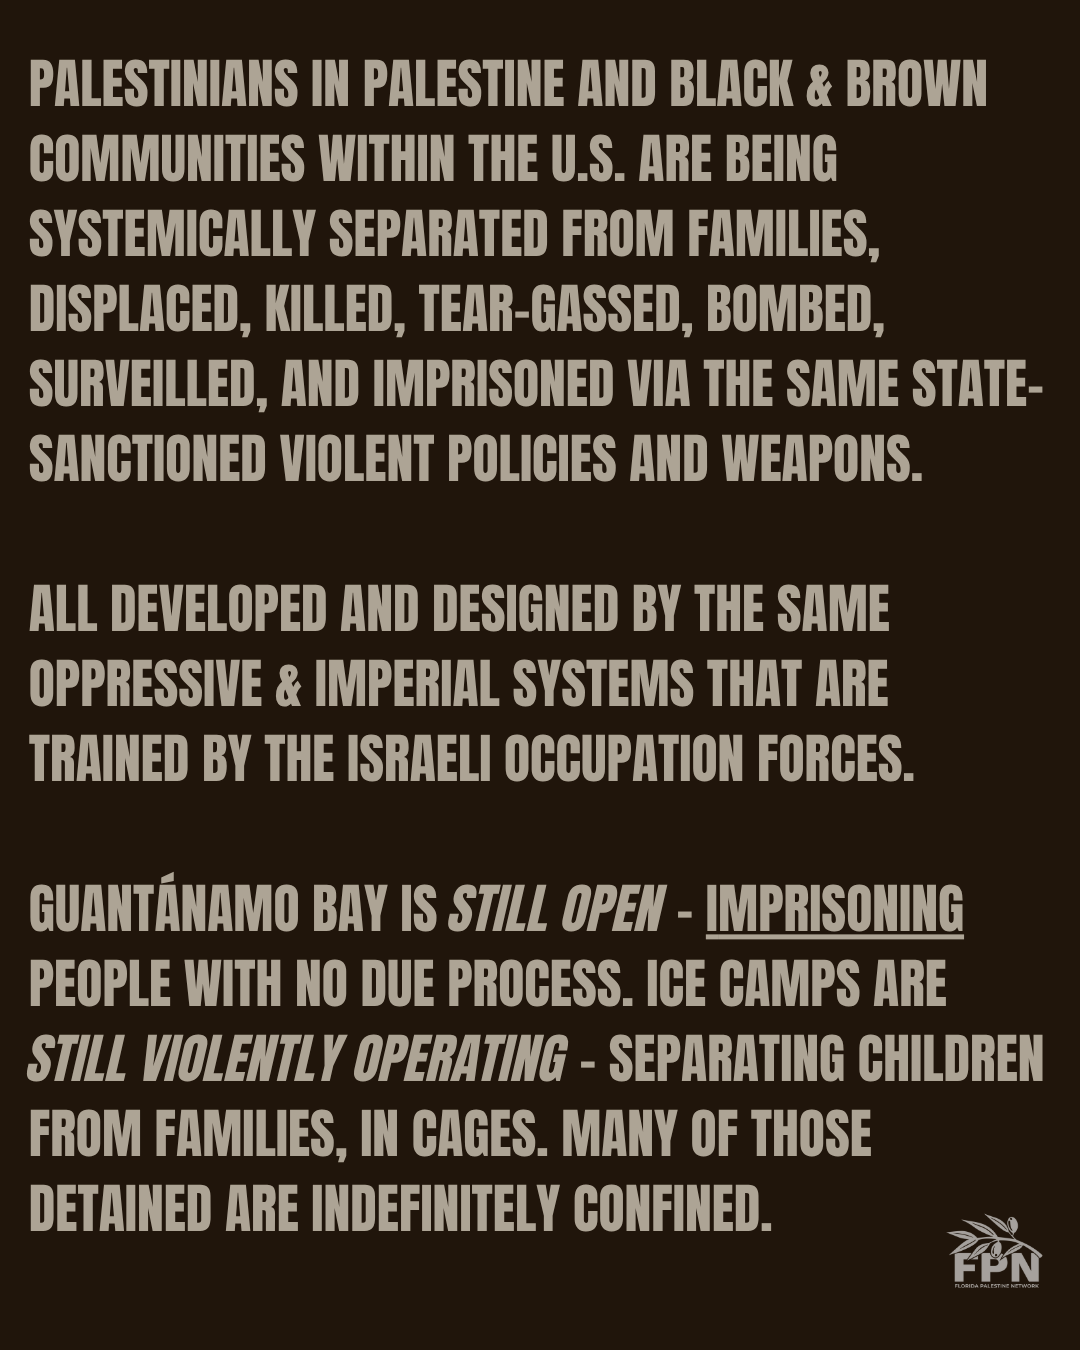 PALESTINIANS IN PALESTINE AND BLACK & BROWN
COMMUNITIES WITHIN THE U.S. ARE BEING
SYSTEMICALLY SEPARATED FROM FAMILIES,
DISPLACED, KILLED, TEAR-GASSED, BOMBED,
SURVEILLED, AND IMPRISONED VIA THE SAME STATE-
SANCTIONED VIOLENT POLICIES AND WEAPONS.
ALL DEVELOPED AND DESIGNED BY THE SAME
OPPRESSIVE & IMPERIAL SYSTEMS THAT ARE
TRAINED BY THE ISRAELI OCCUPATION FORCES.
GUANTÁNAMO BAY IS STILL OPEN - IMPRISONING
PEOPLE WITH NO DUE PROCESS. ICE CAMPS ARE
STILL VIOLENTLY OPERATING - SEPARATING CHILDREN
FROM FAMILIES, IN CAGES. MANY OF THOSE
DETAINED ARE INDEFINITELY CONFINED.
FPN
FLORIDA PALESTINE NETWORK